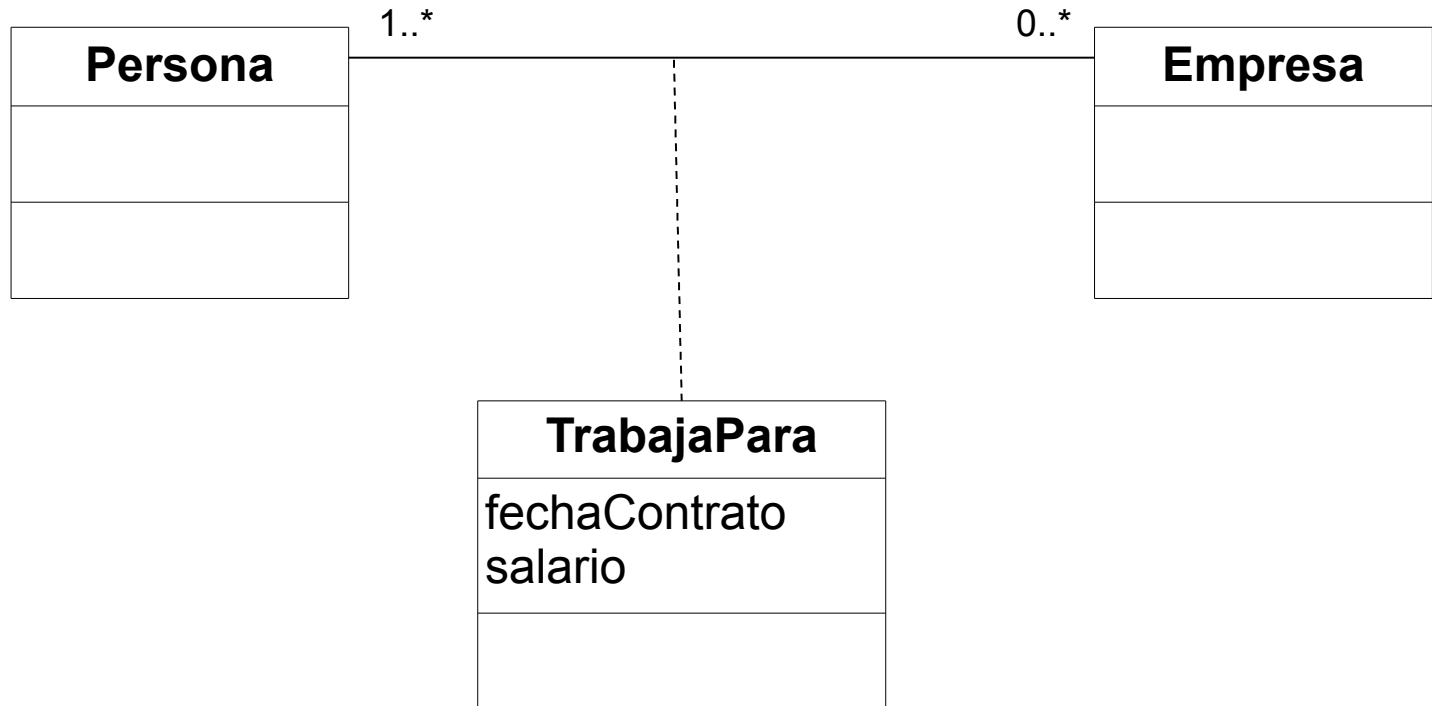 1..*
0..*
Persona
Empresa
TrabajaPara
fechaContrato
salario